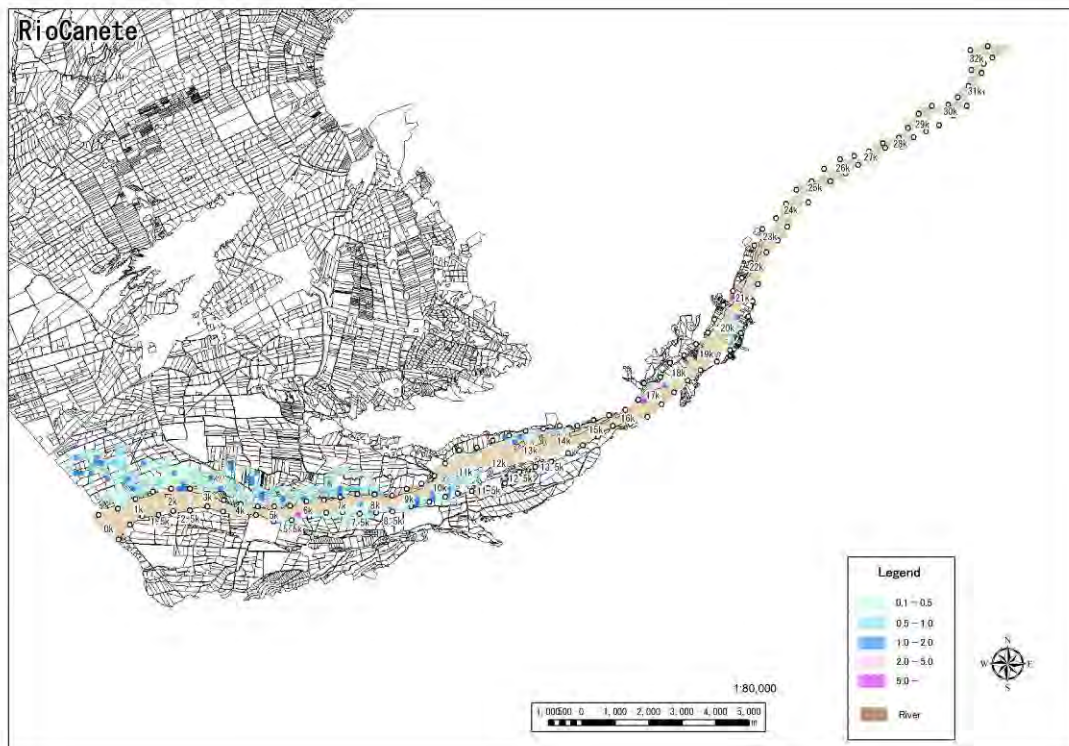 RioCanete
32k
31k
30k
29k
28k
27k
26k
25k
24k
23k
22k
21k
20k
19k
18k
17k
16k
15k
14k
13k
13.5k
12k
12.5k
11k
11.5k
10k
9k
8k
8.5k
7k
7.5k
6k
5k
5.5k
4k
3k
2k
2.5k
1k
1.5k
0k
Legend
0.1-0.5
0.5-1.0
1.0-2.0
2.0-5.0
5.0-
River
N
W E
S
1:80,000
1,000500 0 1,000 2,000 3,000 4,000 5,000
m